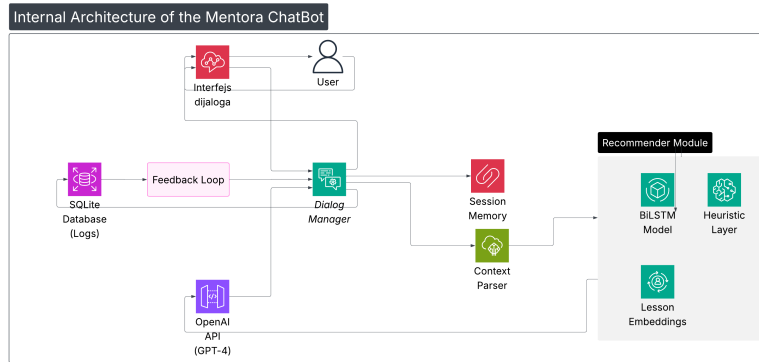 Internal Architecture of the Mentora ChatBot
Interfejs
dijaloga
User
Recommender Module
SQLite
Database
(Logs)
Feedback Loop
Dialog
Manager
Session
Memory
BiLSTM
Model
Heuristic
Layer
Context
Parser
Lesson
Embeddings
OpenAI
API
(GPT-4)